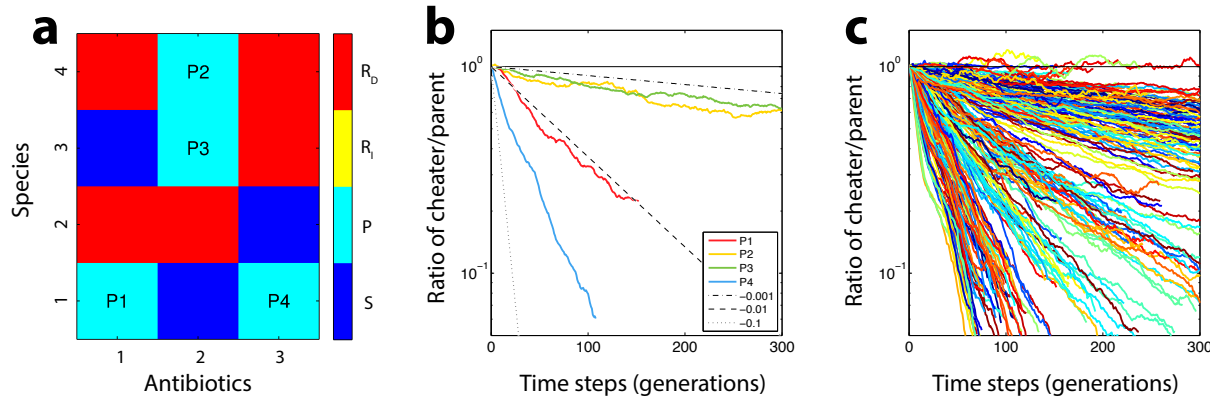 a
Species
4
3
2
1
P2
P3
P1
P4
1
2
3
Antibiotics
R_D
R_I
P
S
b
Ratio of cheater/parent
10^0
10^-1
0
100
200
300
Time steps (generations)
P1
P2
P3
P4
-0.001
-0.01
-0.1
c
Ratio of cheater/parent
10^0
10^-1
0
100
200
300
Time steps (generations)